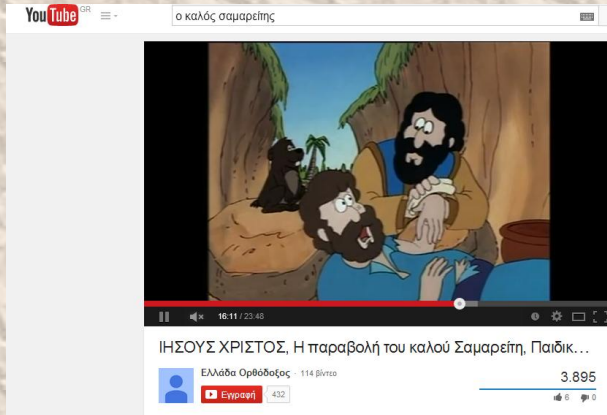 You Tube GR
ο καλός σαμαρείτης
16:11 / 23:48
ΙΗΣΟΥΣ ΧΡΙΣΤΟΣ, Η παραβολή του καλού Σαμαρείτη, Παιδικ…
Ελλάδα Ορθόδοξος · 114 βίντεο
Εγγραφή 432
3.895
6 0